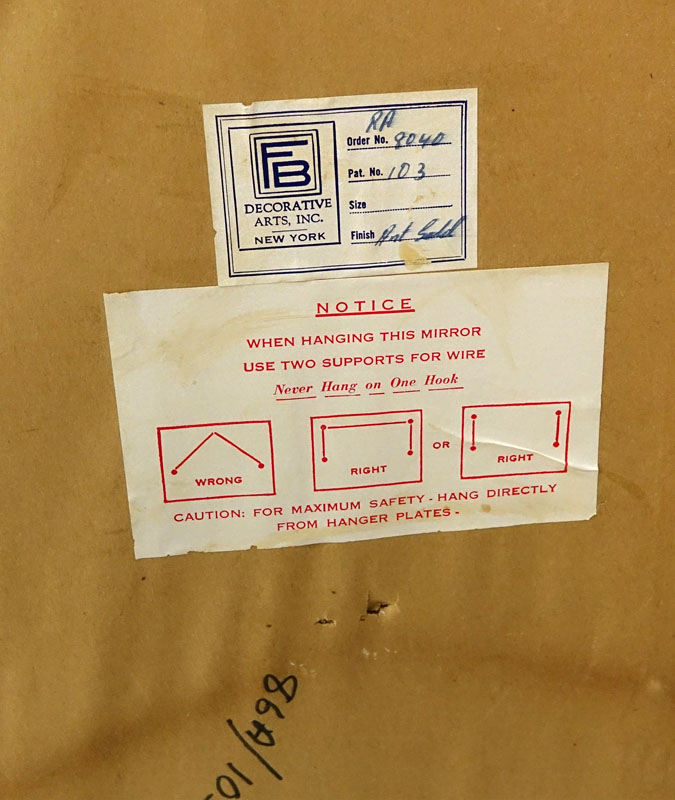 FB
DECORATIVE
ARTS, INC.
NEW YORK
RA
Order No. 8040
Pat. No. 103
Size
Finish Ant Gold
NOTICE
WHEN HANGING THIS MIRROR
USE TWO SUPPORTS FOR WIRE
Never Hang on One Hook
WRONG
RIGHT
OR
RIGHT
CAUTION: FOR MAXIMUM SAFETY - HANG DIRECTLY
FROM HANGER PLATES -